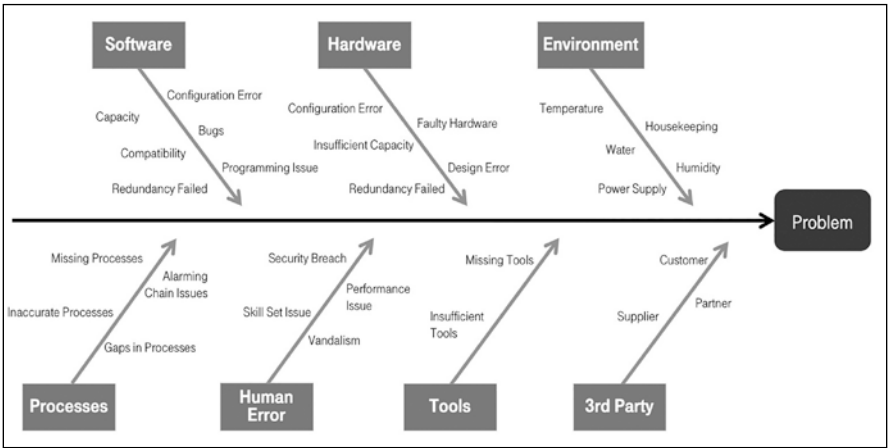 Software
Hardware
Environment
Configuration Error
Capacity
Bugs
Compatibility
Programming Issue
Redundancy Failed
Configuration Error
Faulty Hardware
Insufficient Capacity
Design Error
Redundancy Failed
Temperature
Housekeeping
Water
Humidity
Power Supply
Problem
Missing Processes
Alarming
Chain Issues
Inaccurate Processes
Gaps in Processes
Security Breach
Performance
Issue
Skill Set Issue
Vandalism
Missing Tools
Insufficient
Tools
Customer
Partner
Supplier
Processes
Human
Error
Tools
3rd Party